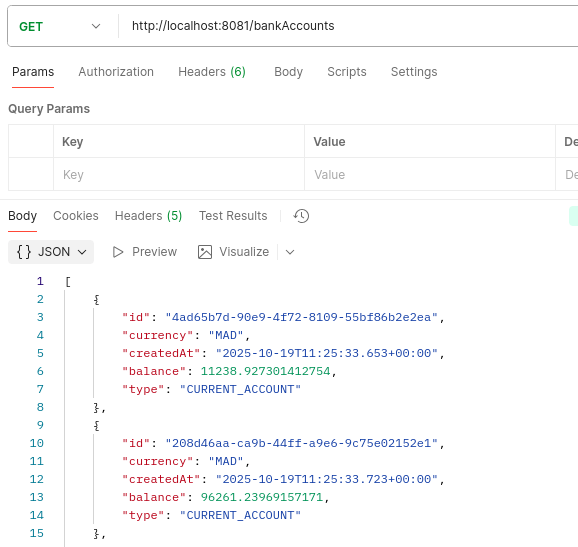 GET http://localhost:8081/bankAccounts
Params Authorization Headers (6) Body Scripts Settings
Query Params
Key Value De
Key Value De
Body Cookies Headers (5) Test Results
{} JSON Preview Visualize
1 [
2 {
3 "id": "4ad65b7d-90e9-4f72-8109-55bf86b2e2ea",
4 "currency": "MAD",
5 "createdAt": "2025-10-19T11:25:33.653+00:00",
6 "balance": 11238.927301412754,
7 "type": "CURRENT_ACCOUNT"
8 },
9 {
10 "id": "208d46aa-ca9b-44ff-a9e6-9c75e02152e1",
11 "currency": "MAD",
12 "createdAt": "2025-10-19T11:25:33.723+00:00",
13 "balance": 96261.23969157171,
14 "type": "CURRENT_ACCOUNT"
15 },